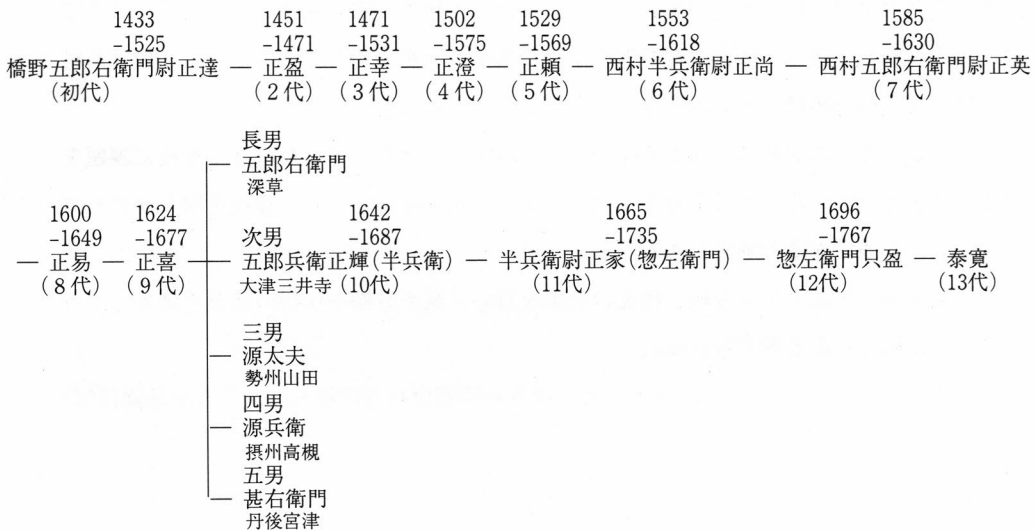 1433 1451 1471 1502 1529 1553 1585
-1525 -1471 -1531 -1575 -1569 -1618 -1630
橋野五郎右衛門尉正達 — 正盈 — 正幸 — 正澄 — 正頼 — 西村半兵衛尉正尚 — 西村五郎右衛門尉正英
(初代) (2代) (3代) (4代) (5代) (6代) (7代)
長男
五郎右衛門
深草
1600 1624 1642 1665 1696
-1649 -1677 次男 -1687 -1735 -1767
— 正易 — 正喜 — 五郎兵衛正輝(半兵衛) — 半兵衛尉正家(惣左衛門) — 惣左衛門只盈 — 泰寛
(8代) (9代) 大津三井寺(10代) (11代) (12代) (13代)
三男
源太夫
勢州山田
四男
源兵衛
摂州高槻
五男
甚右衛門
丹後宮津